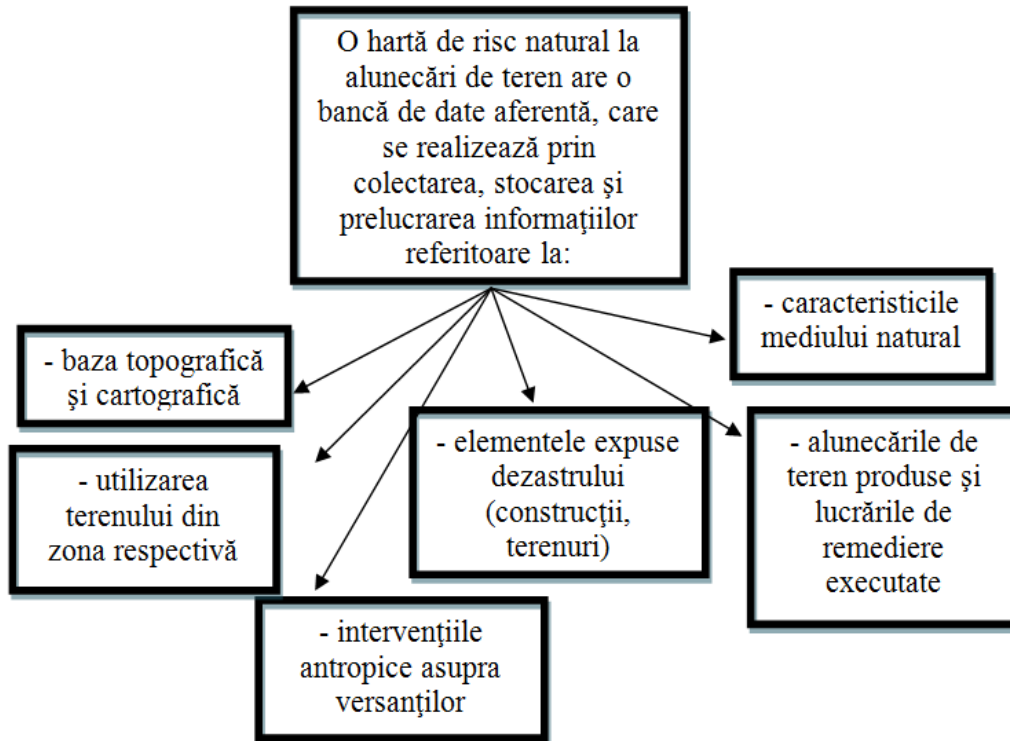 O hartă de risc natural la
alunecări de teren are o
bancă de date aferentă, care
se realizează prin
colectarea, stocarea şi
prelucrarea informaţiilor
referitoare la:
- baza topografică
şi cartografică
- utilizarea
terenului din
zona respectivă
- intervenţiile
antropice asupra
versanţilor
- elementele expuse
dezastrului
(construcţii,
terenuri)
- caracteristicile
mediului natural
- alunecările de
teren produse şi
lucrările de
remediere
executate